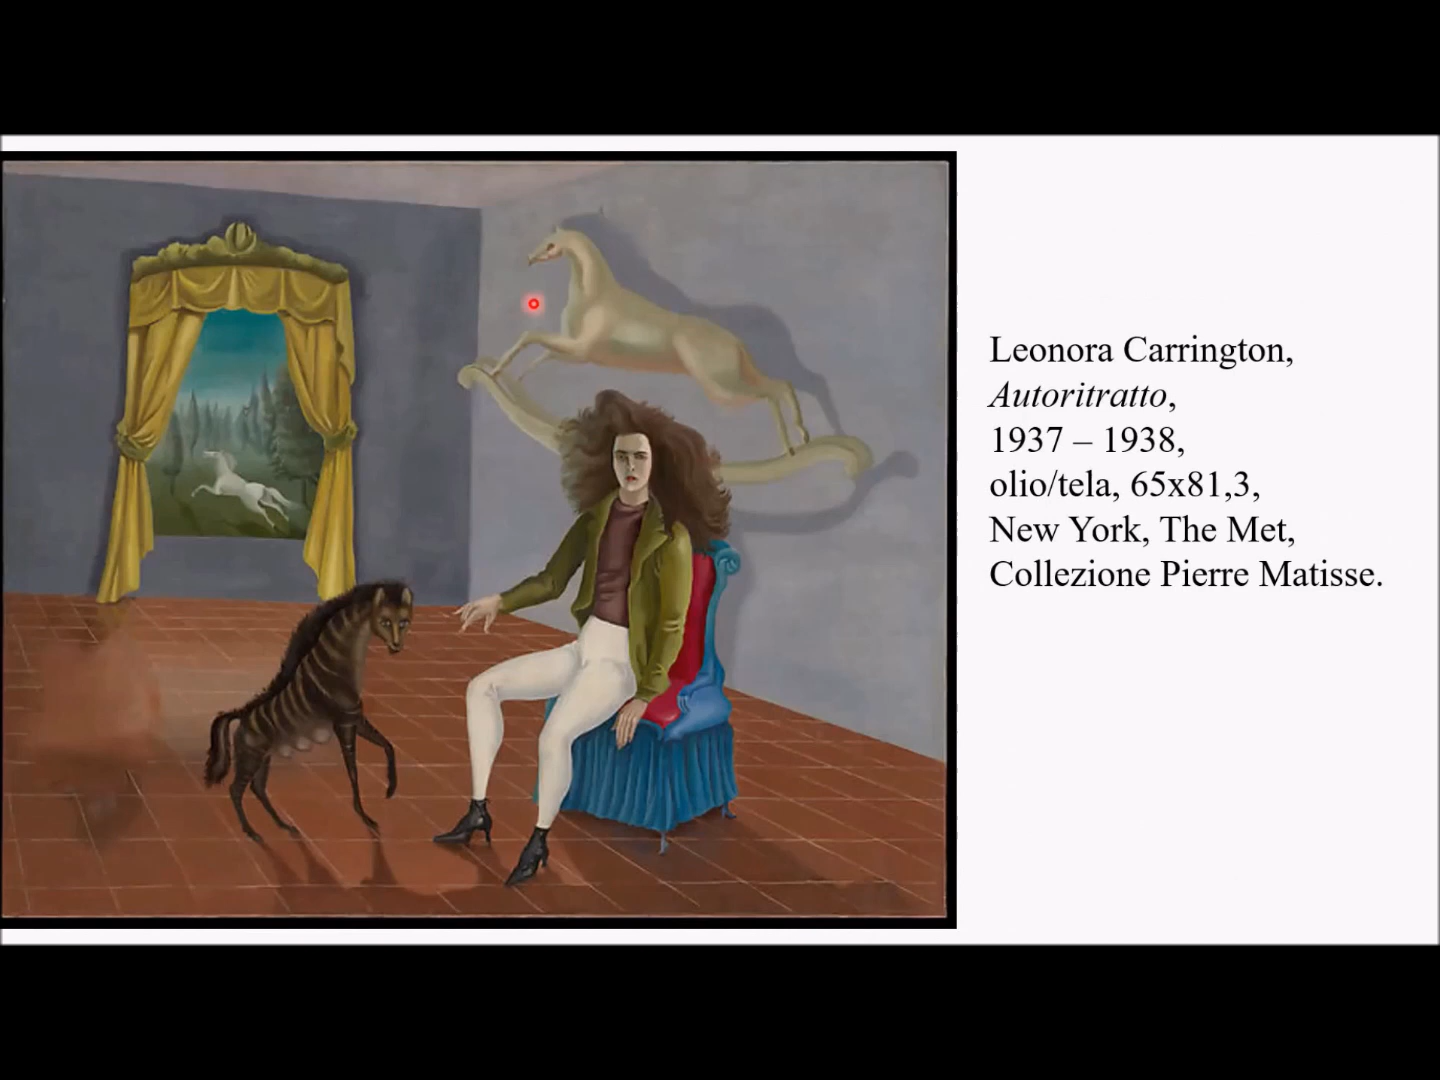 Leonora Carrington,
Autoritratto,
1937 – 1938,
olio/tela, 65x81,3,
New York, The Met,
Collezione Pierre Matisse.